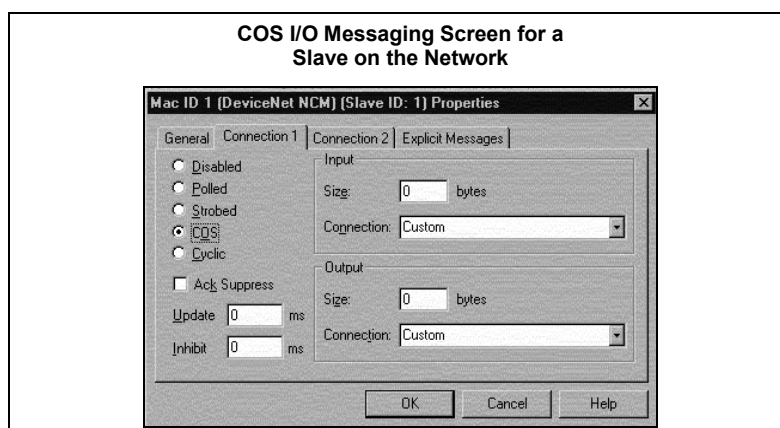 COS I/O Messaging Screen for a
Slave on the Network
Mac ID 1 (DeviceNet NCM) (Slave ID: 1) Properties
General Connection 1 Connection 2 Explicit Messages
Disabled
Polled
Strobed
COS
Cyclic
Ack Suppress
Update 0 ms
Inhibit 0 ms
Input
Size: 0 bytes
Connection: Custom
Output
Size: 0 bytes
Connection: Custom
OK Cancel Help